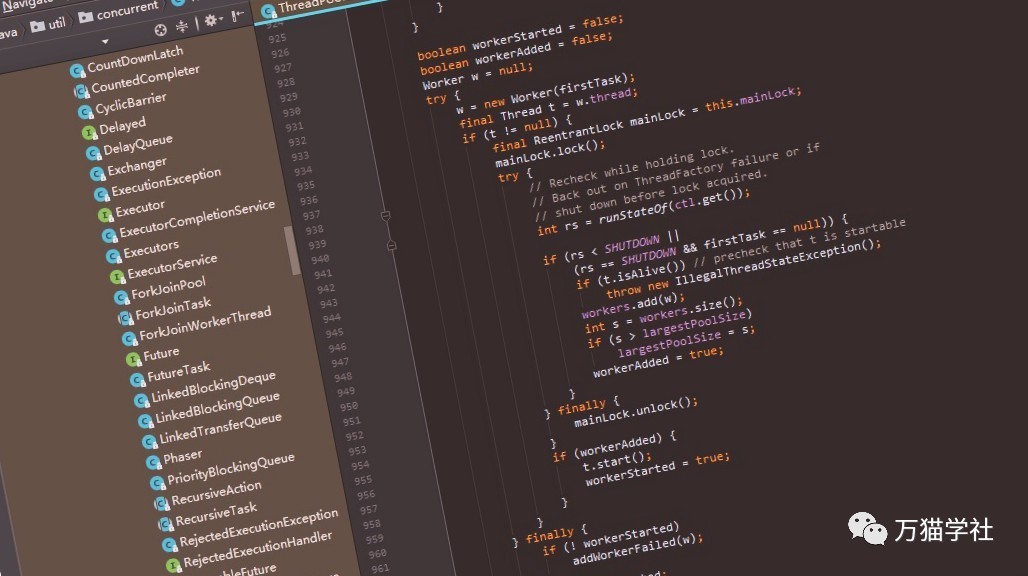 Navigate
java
util
concurrent
CountDownLatch
CountedCompleter
CyclicBarrier
Delayed
DelayQueue
Exchanger
ExecutionException
Executor
ExecutorCompletionService
Executors
ExecutorService
ForkJoinPool
ForkJoinTask
ForkJoinWorkerThread
Future
FutureTask
LinkedBlockingDeque
LinkedBlockingQueue
LinkedTransferQueue
Phaser
PriorityBlockingQueue
RecursiveAction
RecursiveTask
RejectedExecutionException
RejectedExecutionHandler
924
925
926
927
928
929
930
931
932
933
934
935
936
937
938
939
940
941
942
943
944
945
946
947
948
949
950
951
952
953
954
955
956
957
958
959
960
961
}
}
boolean workerStarted = false;
boolean workerAdded = false;
Worker w = null;
try {
w = new Worker(firstTask);
final Thread t = w.thread;
if (t != null) {
final ReentrantLock mainLock = this.mainLock;
mainLock.lock();
try {
// Recheck while holding lock.
// Back out on ThreadFactory failure or if
// shut down before lock acquired.
int rs = runStateOf(ctl.get());
if (rs < SHUTDOWN ||
(rs == SHUTDOWN && firstTask == null)) {
if (t.isAlive()) // precheck that t is startable
throw new IllegalThreadStateException();
workers.add(w);
int s = workers.size();
if (s > largestPoolSize)
largestPoolSize = s;
workerAdded = true;
}
} finally {
mainLock.unlock();
}
if (workerAdded) {
t.start();
workerStarted = true;
}
}
} finally {
if (! workerStarted)
addWorkerFailed(w);
万猫学社